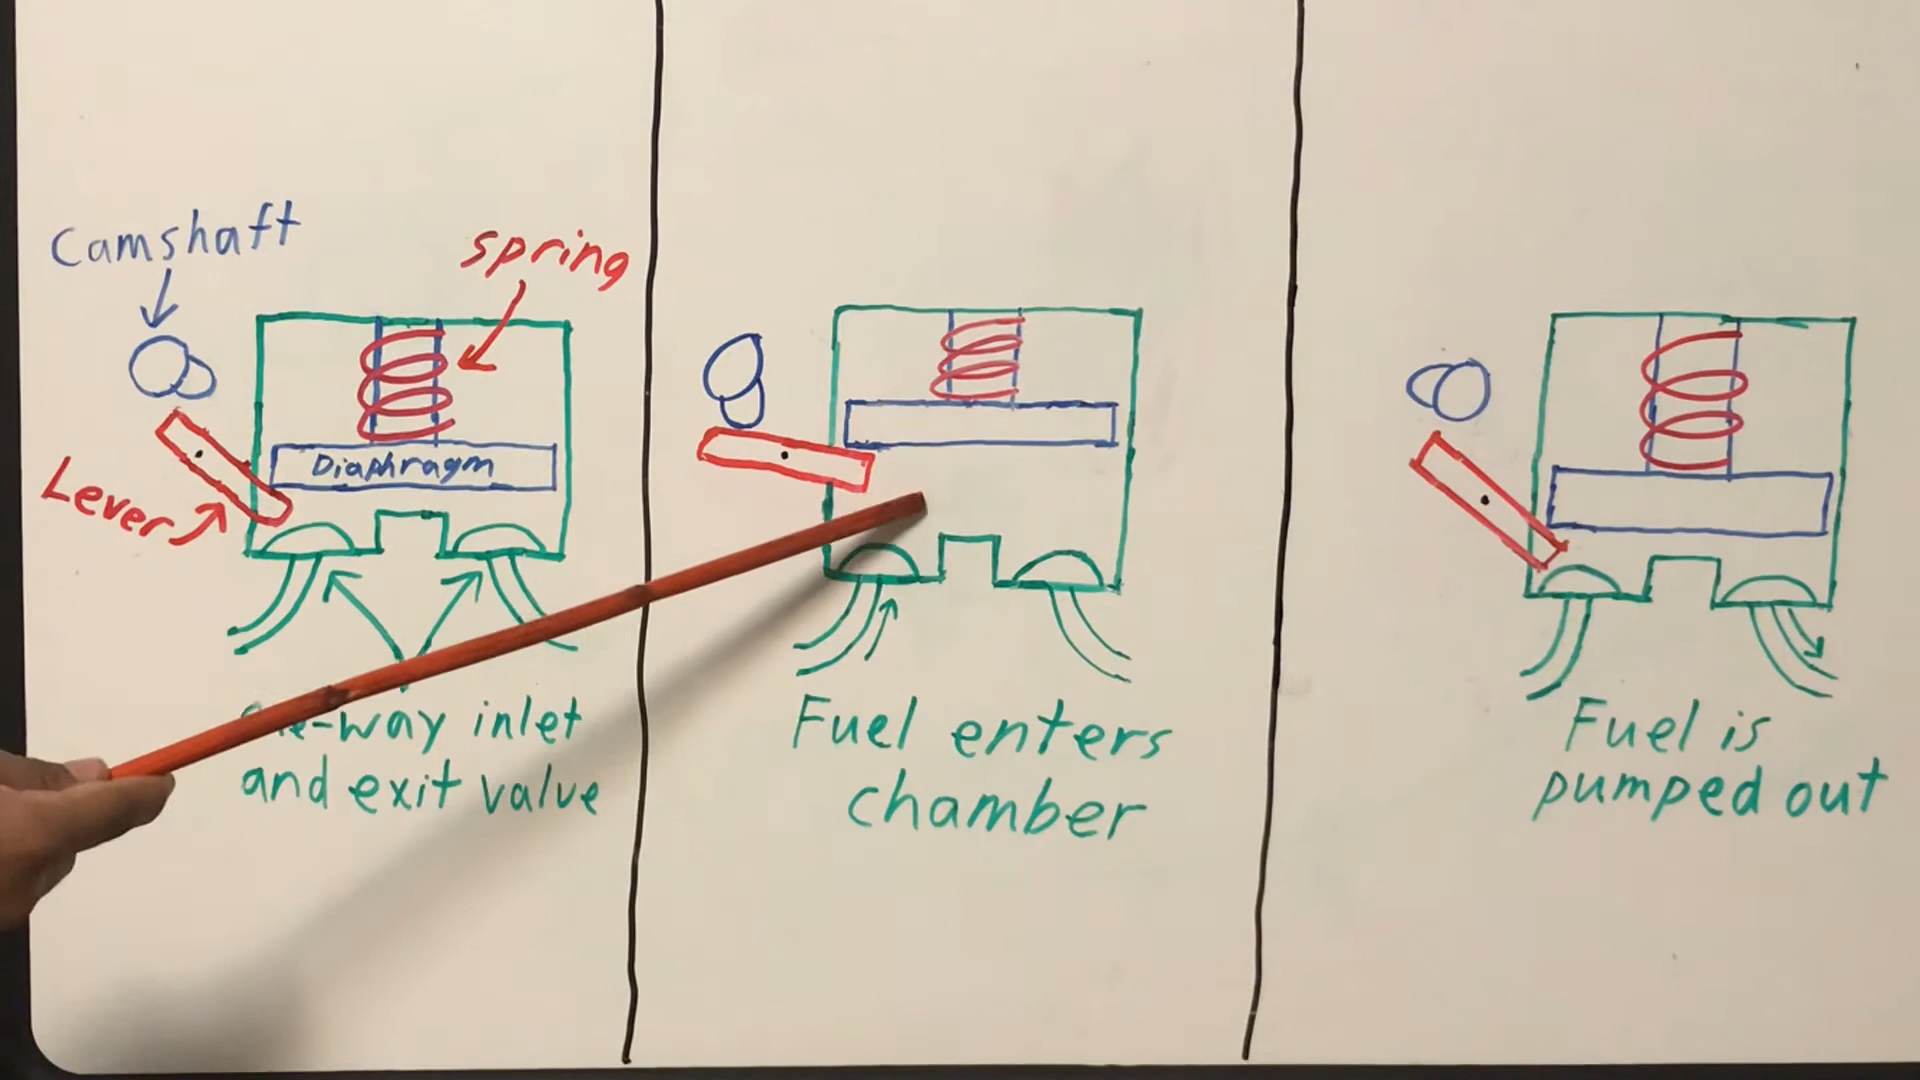 Camshaft
spring
Diaphragm
Lever
-way inlet
and exit valve
Fuel enters
chamber
Fuel is
pumped out